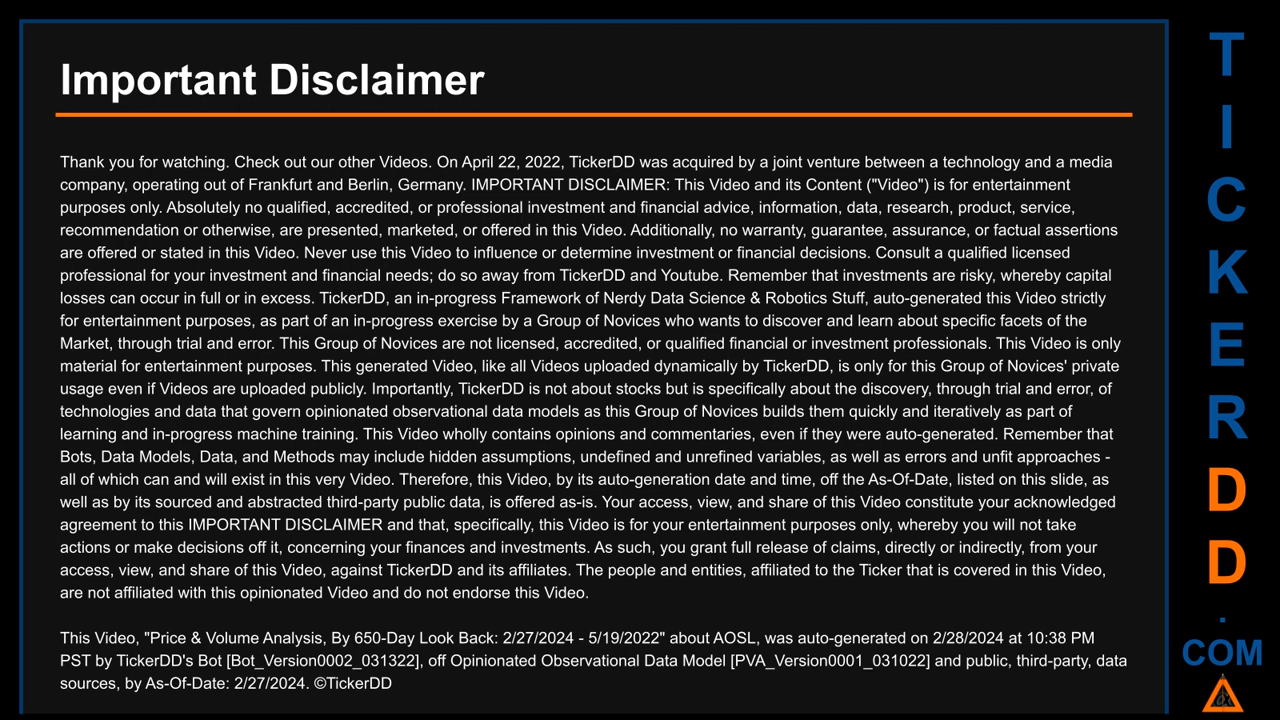 Important Disclaimer
Thank you for watching. Check out our other Videos. On April 22, 2022, TickerDD was acquired by a joint venture between a technology and a media
company, operating out of Frankfurt and Berlin, Germany. IMPORTANT DISCLAIMER: This Video and its Content ("Video") is for entertainment
purposes only. Absolutely no qualified, accredited, or professional investment and financial advice, information, data, research, product, service,
recommendation or otherwise, are presented, marketed, or offered in this Video. Additionally, no warranty, guarantee, assurance, or factual assertions
are offered or stated in this Video. Never use this Video to influence or determine investment or financial decisions. Consult a qualified licensed
professional for your investment and financial needs; do so away from TickerDD and Youtube. Remember that investments are risky, whereby capital
losses can occur in full or in excess. TickerDD, an in-progress Framework of Nerdy Data Science & Robotics Stuff, auto-generated this Video strictly
for entertainment purposes, as part of an in-progress exercise by a Group of Novices who wants to discover and learn about specific facets of the
Market, through trial and error. This Group of Novices are not licensed, accredited, or qualified financial or investment professionals. This Video is only
material for entertainment purposes. This generated Video, like all Videos uploaded dynamically by TickerDD, is only for this Group of Novices' private
usage even if Videos are uploaded publicly. Importantly, TickerDD is not about stocks but is specifically about the discovery, through trial and error, of
technologies and data that govern opinionated observational data models as this Group of Novices builds them quickly and iteratively as part of
learning and in-progress machine training. This Video wholly contains opinions and commentaries, even if they were auto-generated. Remember that
Bots, Data Models, Data, and Methods may include hidden assumptions, undefined and unrefined variables, as well as errors and unfit approaches -
all of which can and will exist in this very Video. Therefore, this Video, by its auto-generation date and time, off the As-Of-Date, listed on this slide, as
well as by its sourced and abstracted third-party public data, is offered as-is. Your access, view, and share of this Video constitute your acknowledged
agreement to this IMPORTANT DISCLAIMER and that, specifically, this Video is for your entertainment purposes only, whereby you will not take
actions or make decisions off it, concerning your finances and investments. As such, you grant full release of claims, directly or indirectly, from your
access, view, and share of this Video, against TickerDD and its affiliates. The people and entities, affiliated to the Ticker that is covered in this Video,
are not affiliated with this opinionated Video and do not endorse this Video.
This Video, "Price & Volume Analysis, By 650-Day Look Back: 2/27/2024 - 5/19/2022" about AOSL, was auto-generated on 2/28/2024 at 10:38 PM
PST by TickerDD's Bot [Bot_Version0002_031322], off Opinionated Observational Data Model [PVA_Version0001_031022] and public, third-party, data
sources, by As-Of-Date: 2/27/2024. ©TickerDD
T
I
C
K
E
R
D
D
.
COM